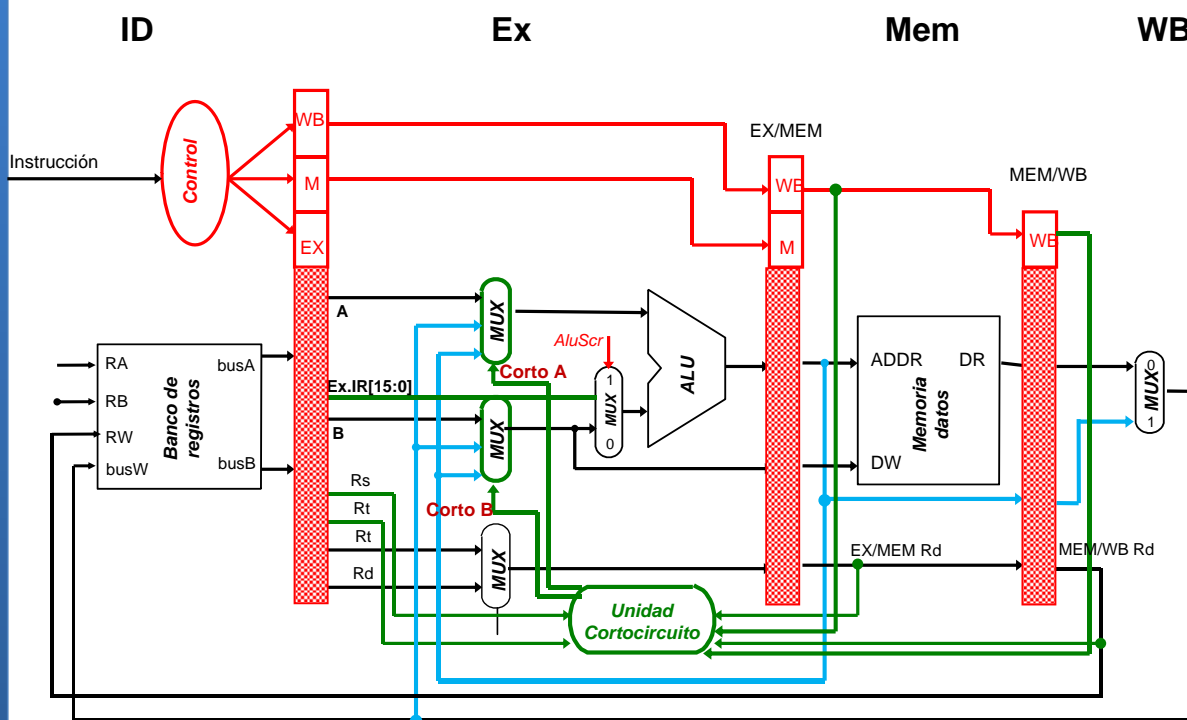 ID
Ex
Mem
WB
Instrucción
Control
WB
M
EX
EX/MEM
WB
M
MEM/WB
WB
RA
RB
RW
busW
Banco de
registros
busA
busB
A
MUX
Corto A
AluScr
Ex.IR[15:0]
B
MUX
1
MUX
0
ALU
Corto B
Rs
Rt
Rt
Rd
MUX
Unidad
Cortocircuito
ADDR
DR
Memoria
datos
DW
EX/MEM Rd
MEM/WB Rd
0
MUX
1